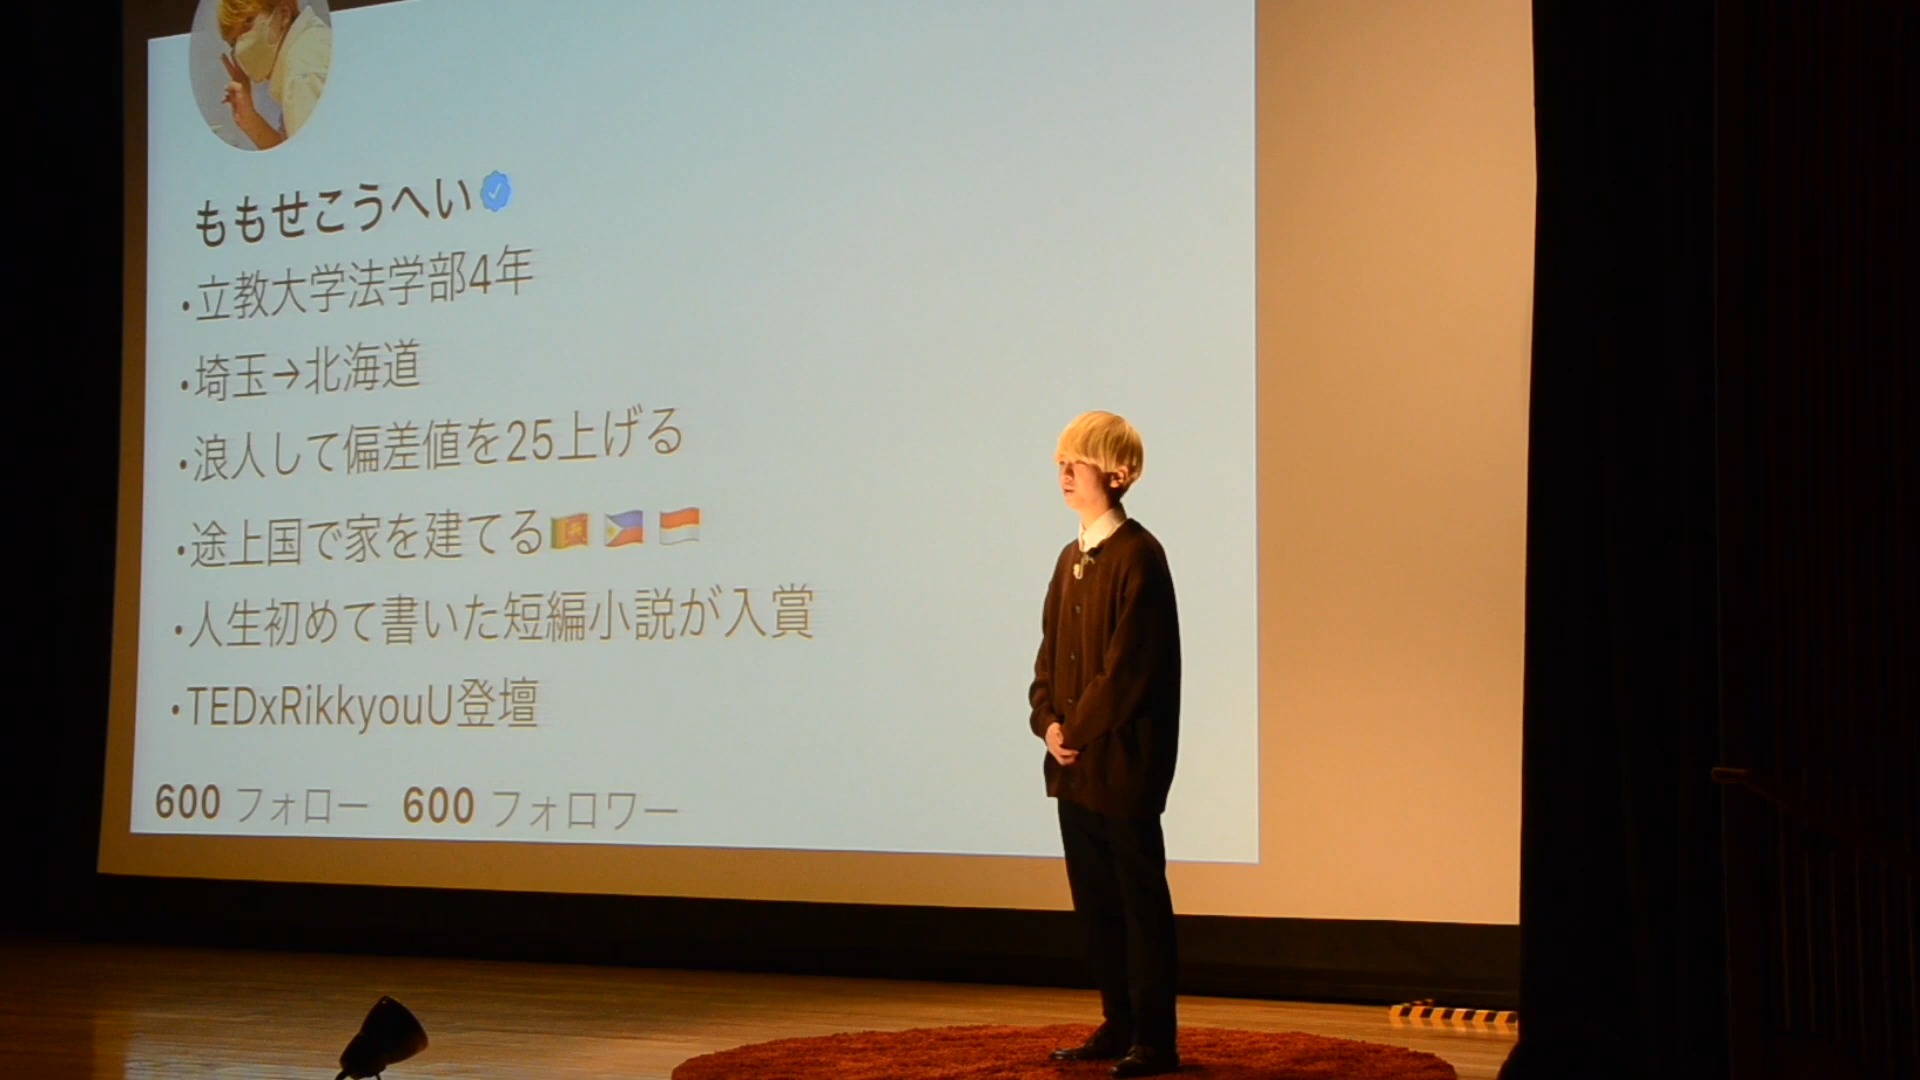 ももせこうへい
・立教大学法学部4年
・埼玉→北海道
・浪人して偏差値を25上げる
・途上国で家を建てる🇱🇰🇵🇭🇮🇩
・人生初めて書いた短編小説が入賞
・TEDxRikkyouU登壇
600 フォロー 600 フォロワー